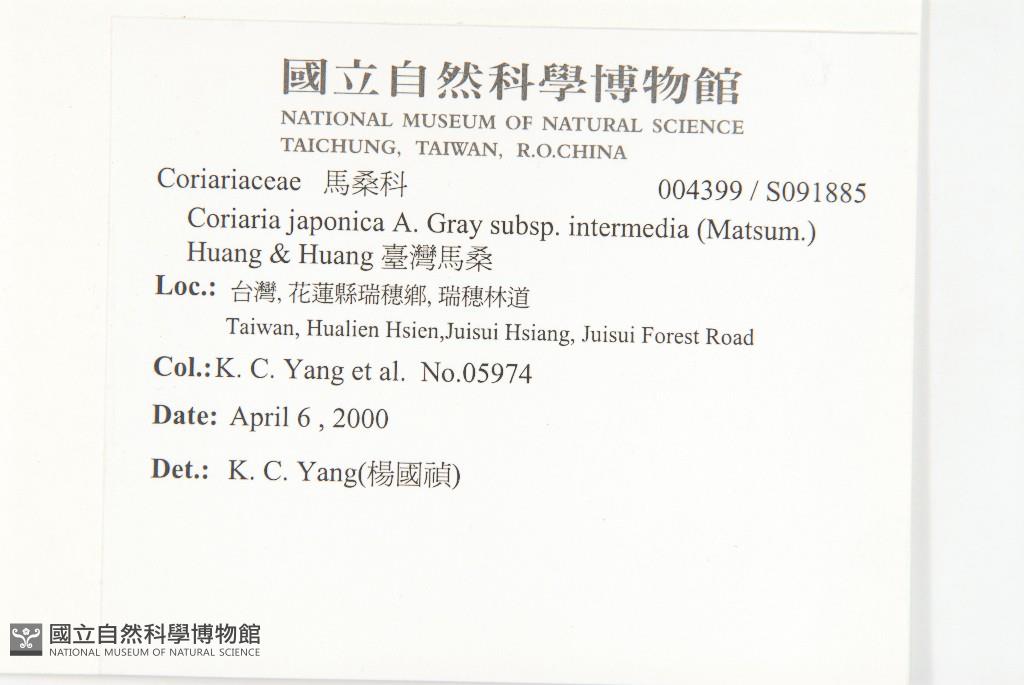 國立自然科學博物館
NATIONAL MUSEUM OF NATURAL SCIENCE
TAICHUNG, TAIWAN, R.O.CHINA
Coriariaceae 馬桑科 004399 / S091885
Coriaria japonica A. Gray subsp. intermedia (Matsum.)
Huang & Huang 臺灣馬桑
Loc.: 台灣, 花蓮縣瑞穗鄉, 瑞穗林道
Taiwan, Hualien Hsien,Juisui Hsiang, Juisui Forest Road
Col.: K. C. Yang et al. No.05974
Date: April 6 , 2000
Det.: K. C. Yang(楊國禎)
國立自然科學博物館
NATIONAL MUSEUM OF NATURAL SCIENCE